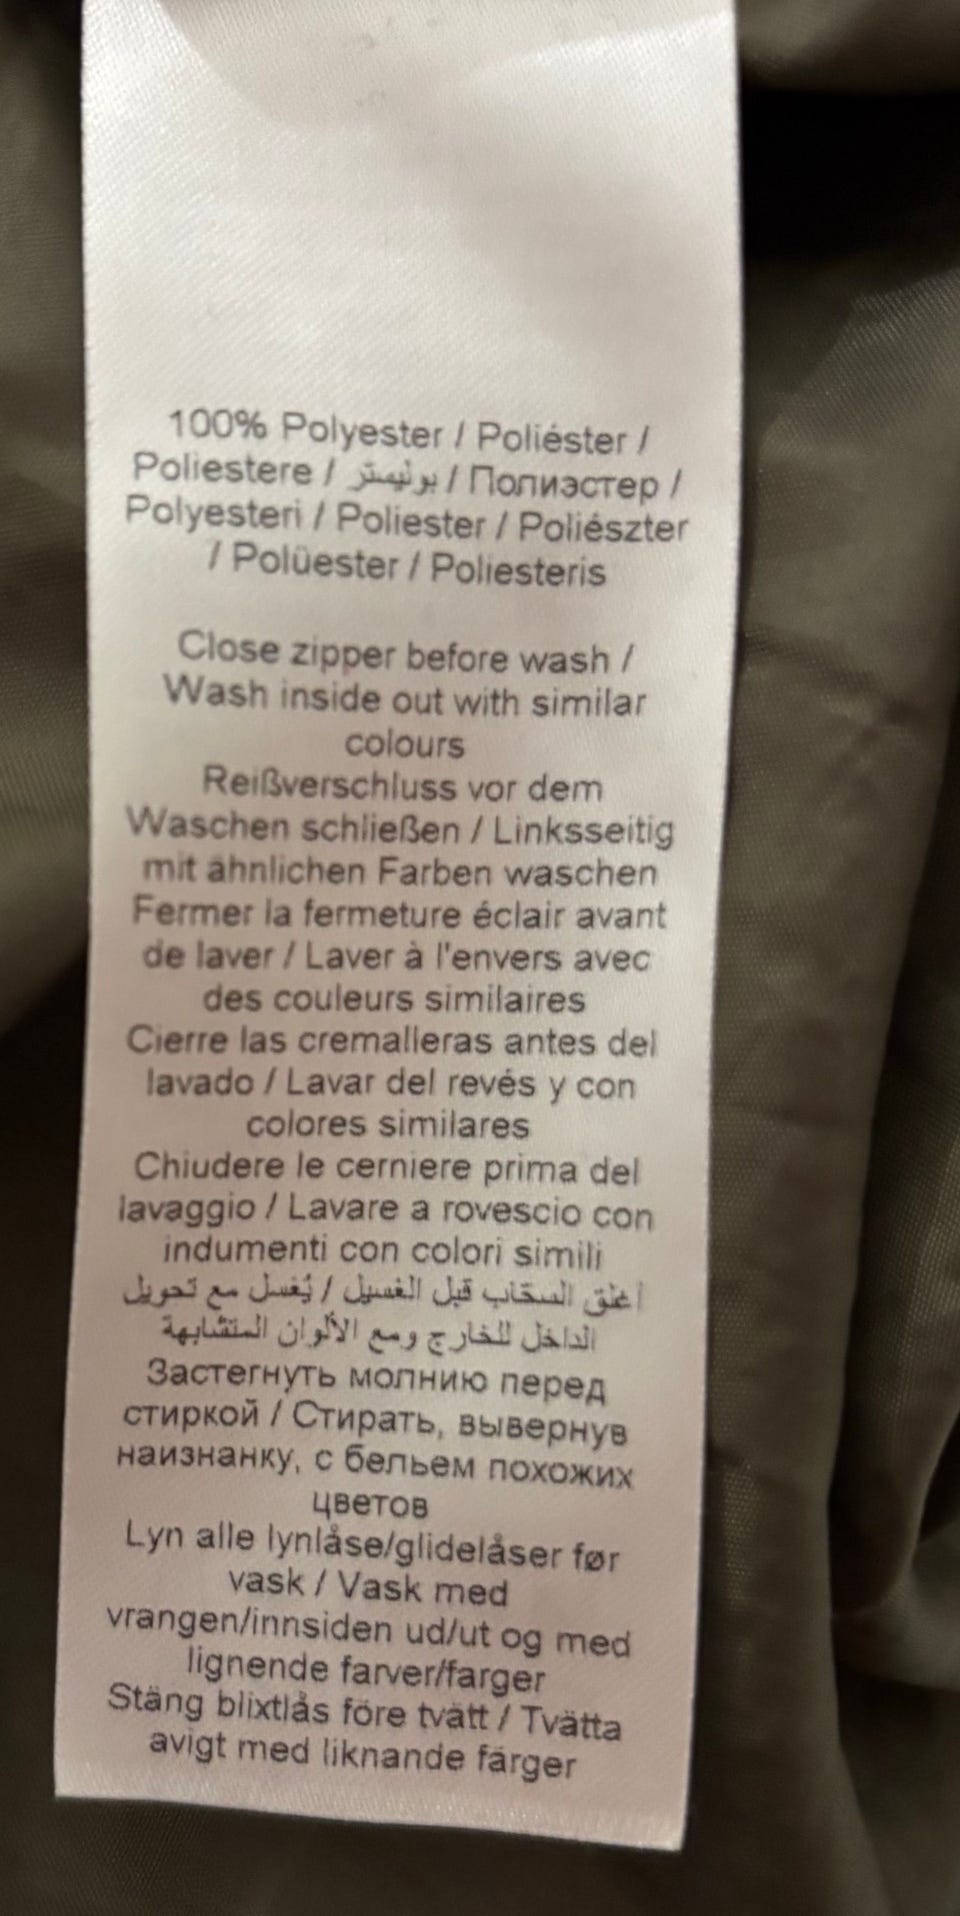 100% Polyester / Poliéster /
Poliestere / بوليستر / Полиэстер /
Polyesteri / Poliester / Poliészter
/ Polüester / Poliesteris
Close zipper before wash /
Wash inside out with similar
colours
Reißverschluss vor dem
Waschen schließen / Linksseitig
mit ähnlichen Farben waschen
Fermer la fermeture éclair avant
de laver / Laver à l'envers avec
des couleurs similaires
Cierre las cremalleras antes del
lavado / Lavar del revés y con
colores similares
Chiudere le cerniere prima del
lavaggio / Lavare a rovescio con
indumenti con colori simili
أغلق السحّاب قبل الغسيل / يُغسل مع تحويل
الداخل للخارج ومع الألوان المتشابهة
Застегнуть молнию перед
стиркой / Стирать, вывернув
наизнанку, с бельем похожих
цветов
Lyn alle lynlåse/glidelåser før
vask / Vask med
vrangen/innsiden ud/ut og med
lignende farver/farger
Stäng blixtlås före tvätt / Tvätta
avigt med liknande färger